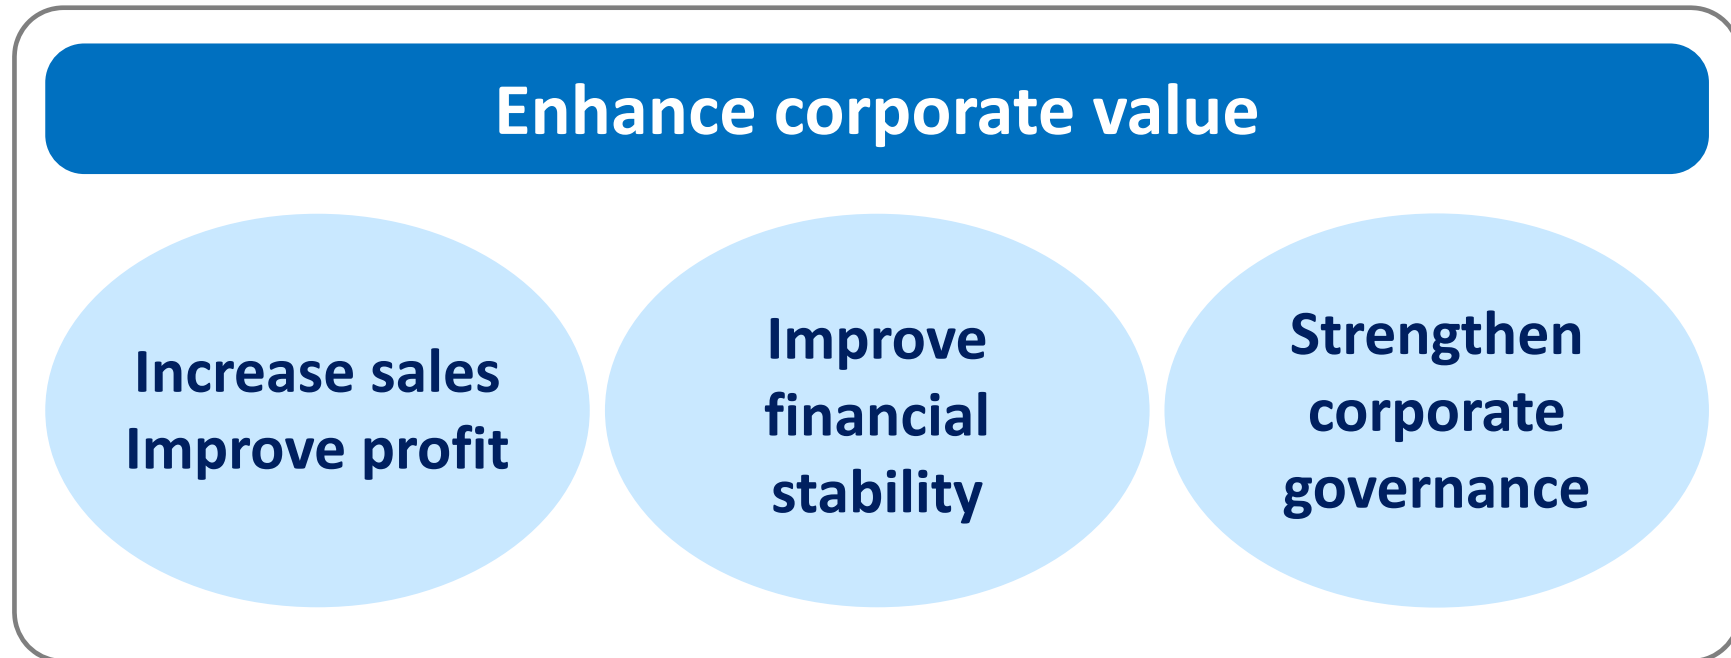 Enhance corporate value
Increase sales
Improve profit
Improve
financial
stability
Strengthen
corporate
governance